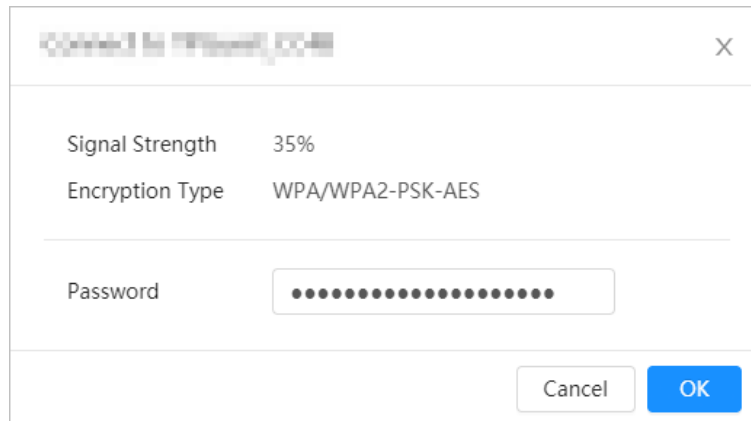 Signal Strength 35%
Encryption Type WPA/WPA2-PSK-AES
Password ●●●●●●●●●●●●●●●●●●●●
Cancel OK